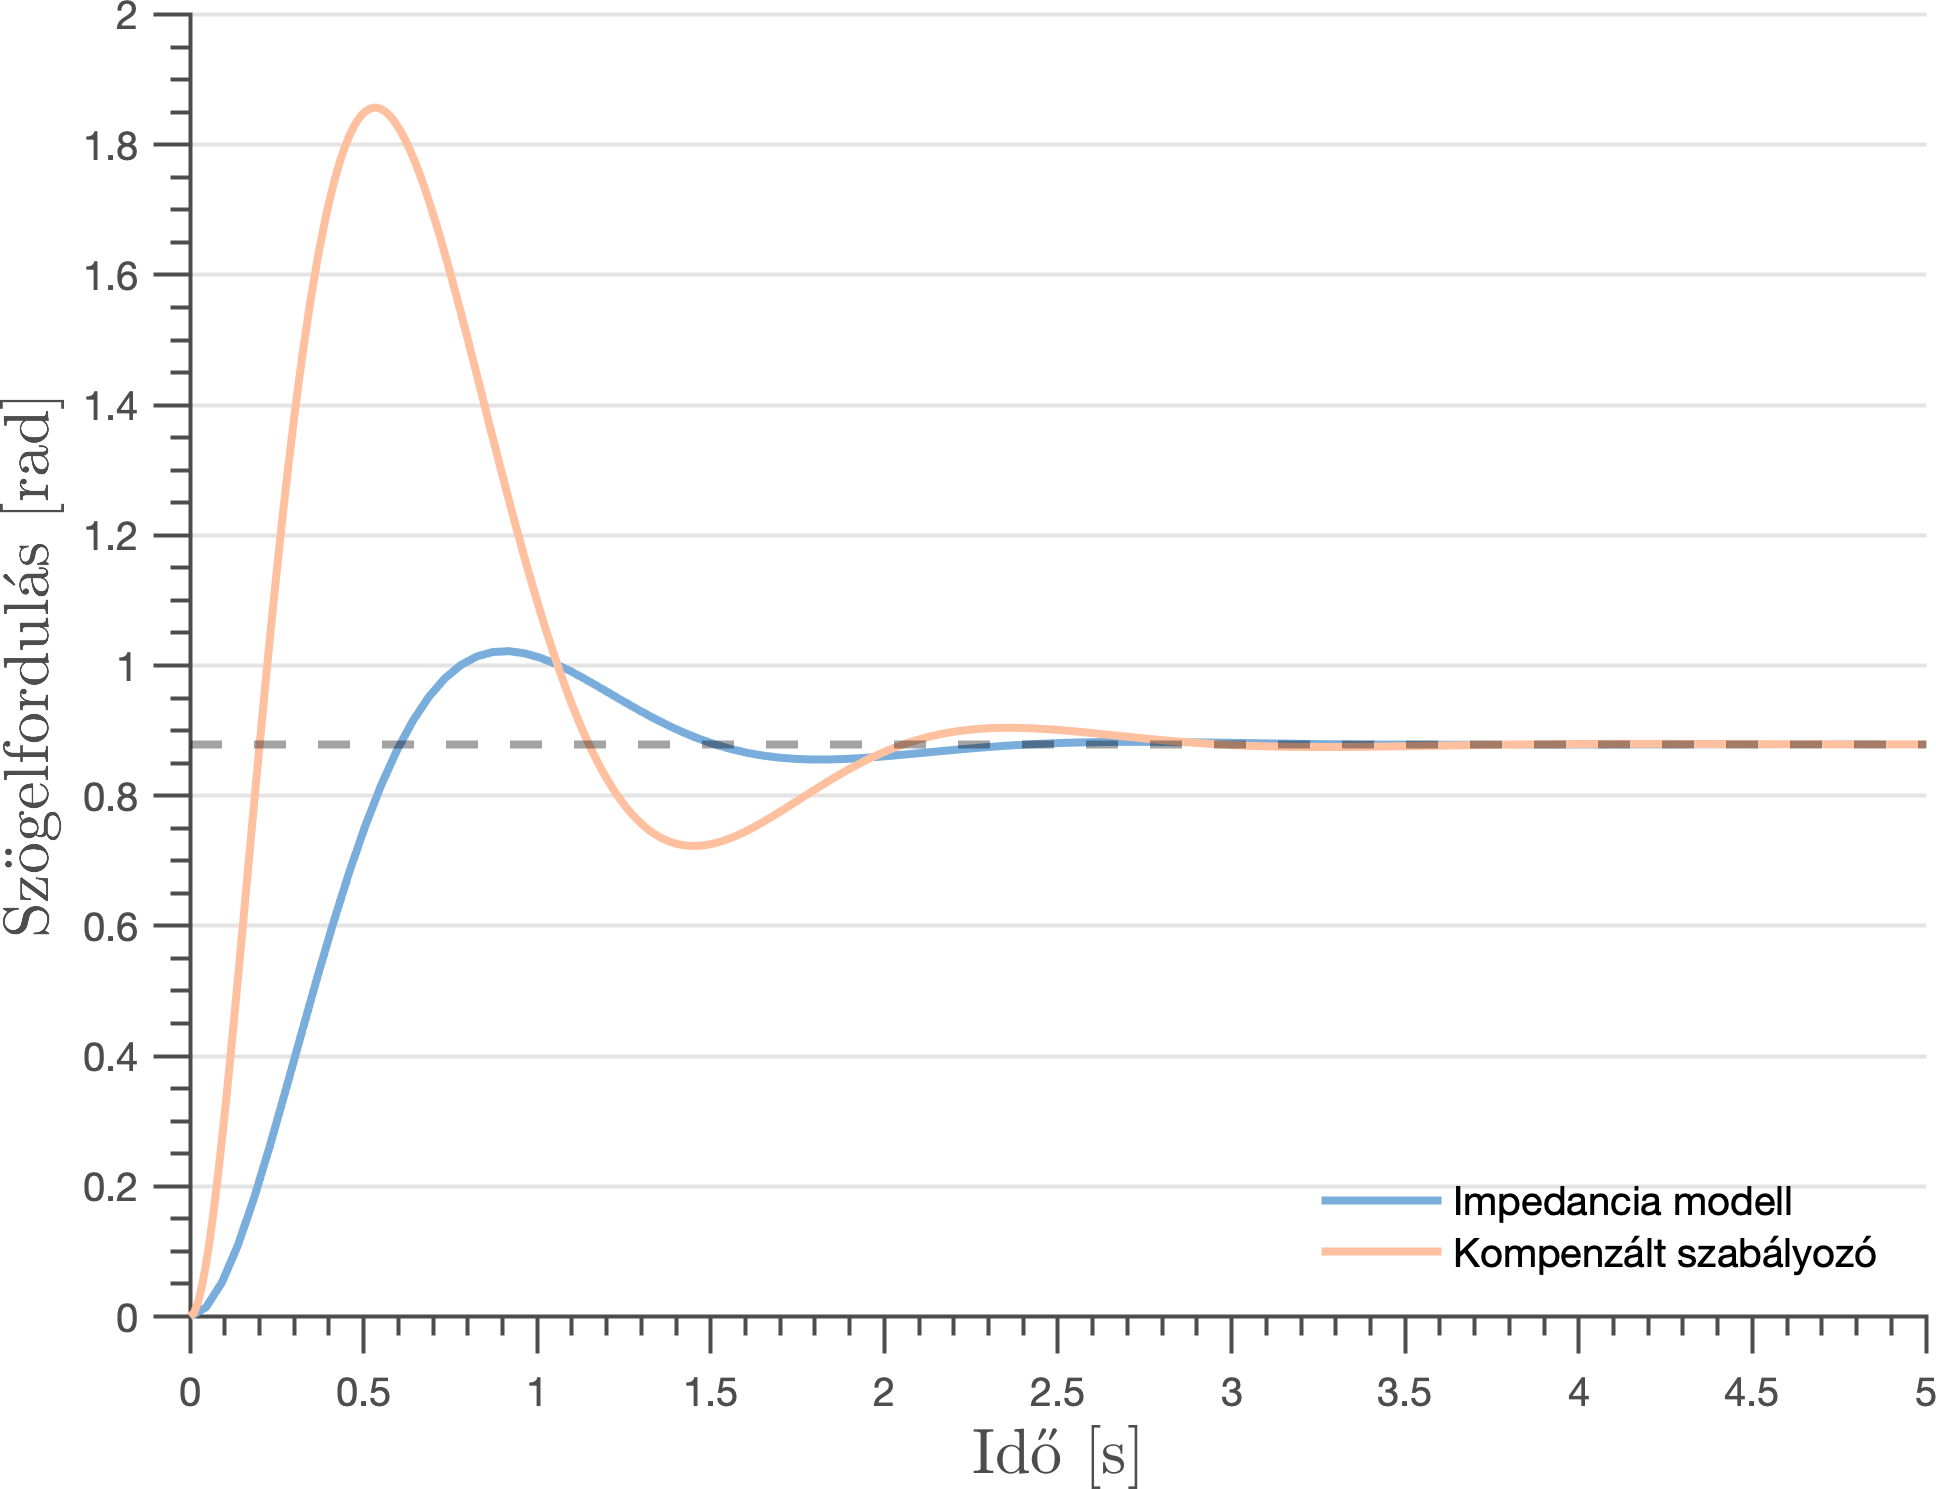 Szögelfordulás [rad]
2
1.8
1.6
1.4
1.2
1
0.8
0.6
0.4
0.2
0
Impedancia modell
Kompenzált szabályozó
0 0.5 1 1.5 2 2.5 3 3.5 4 4.5 5
Idő [s]